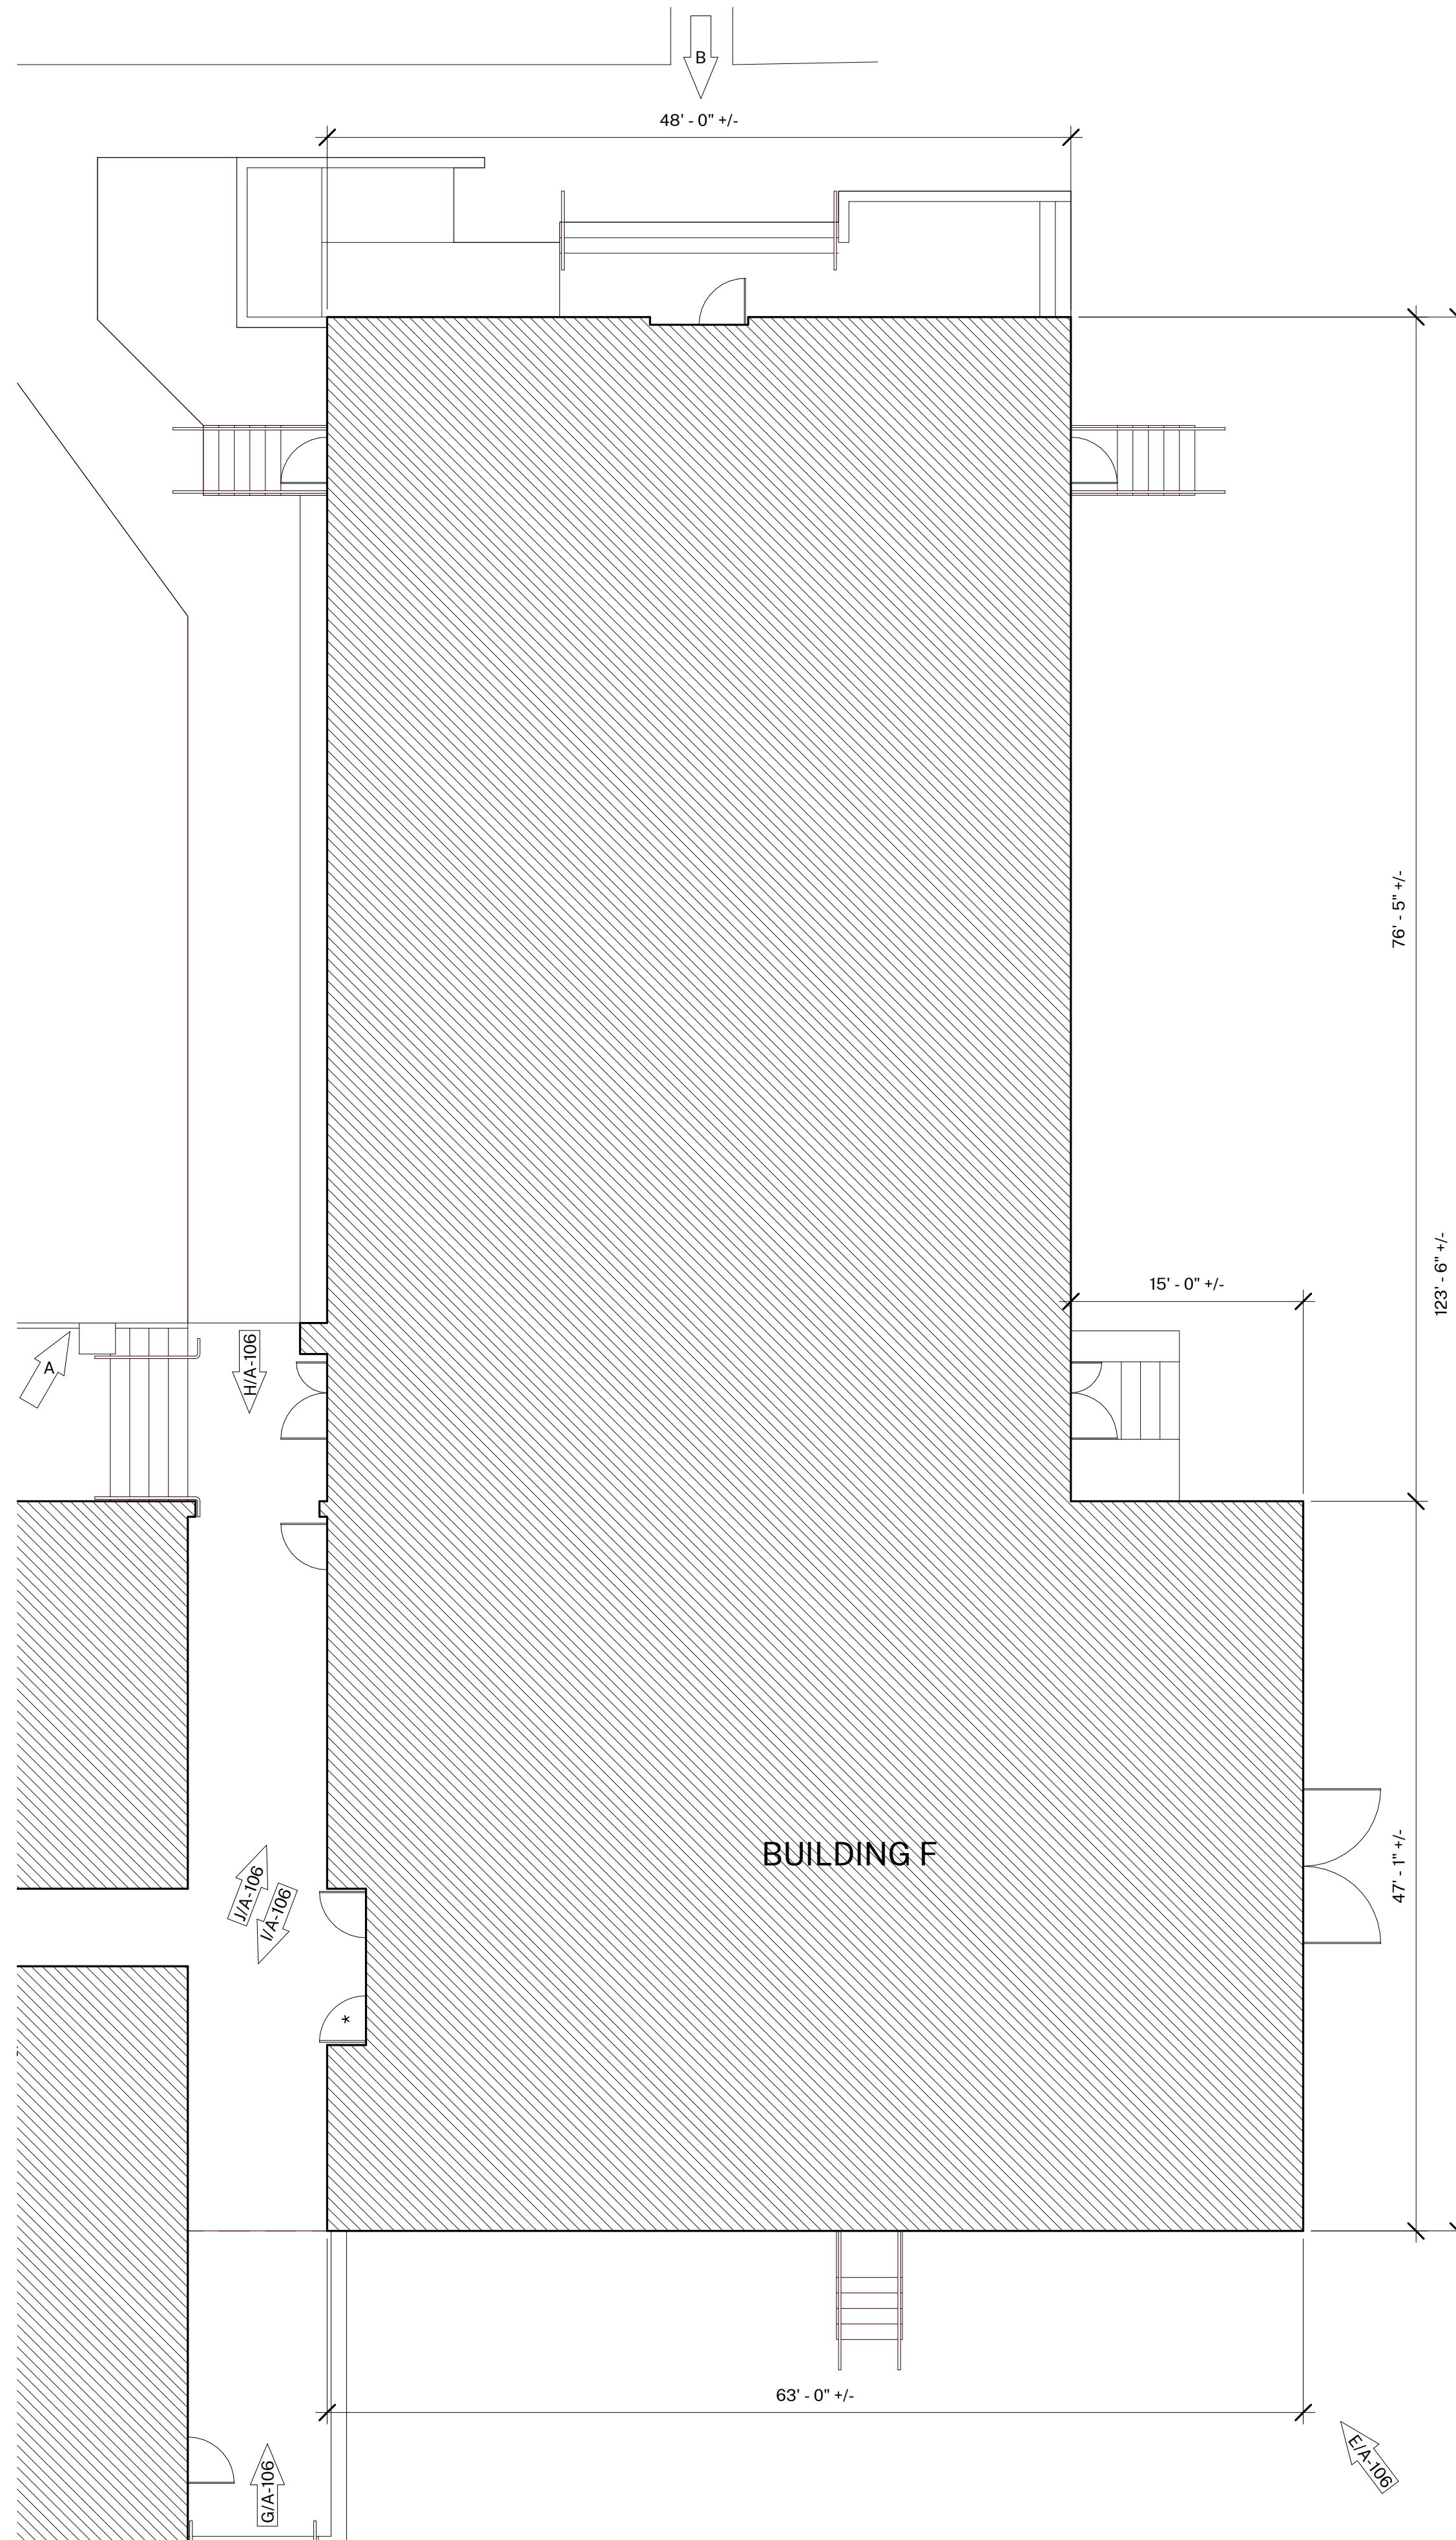 B
48' - 0" +/-
76' - 5" +/-
123' - 6" +/-
15' - 0" +/-
H/A-106
A
BUILDING F
47' - 1" +/-
J/A-106
I/A-106
*
63' - 0" +/-
E/A-106
G/A-106